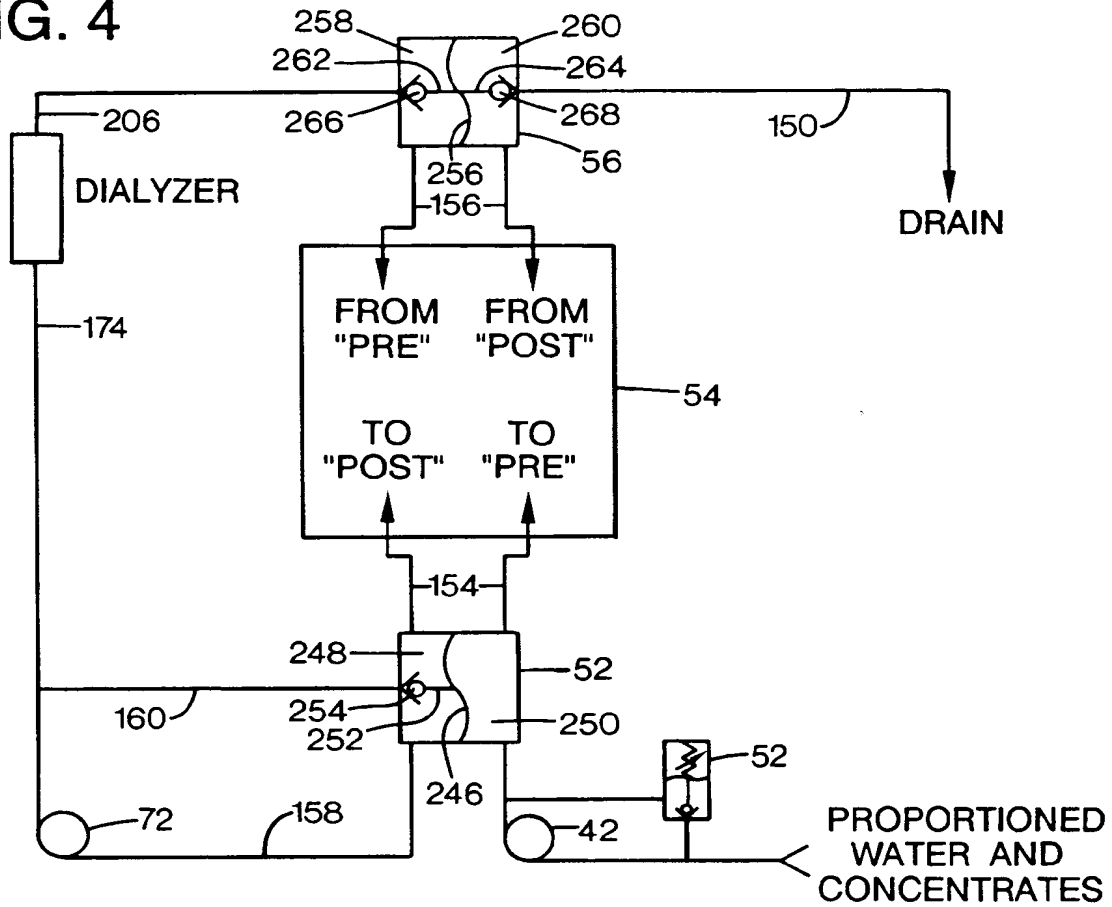 IG. 4
258
260
262
264
266
268
206
150
256
56
DIALYZER
156
DRAIN
FROM "PRE"
FROM "POST"
174
54
TO "POST"
TO "PRE"
154
248
52
160
254
252
250
246
52
72
158
42
PROPORTIONED
WATER AND
CONCENTRATES